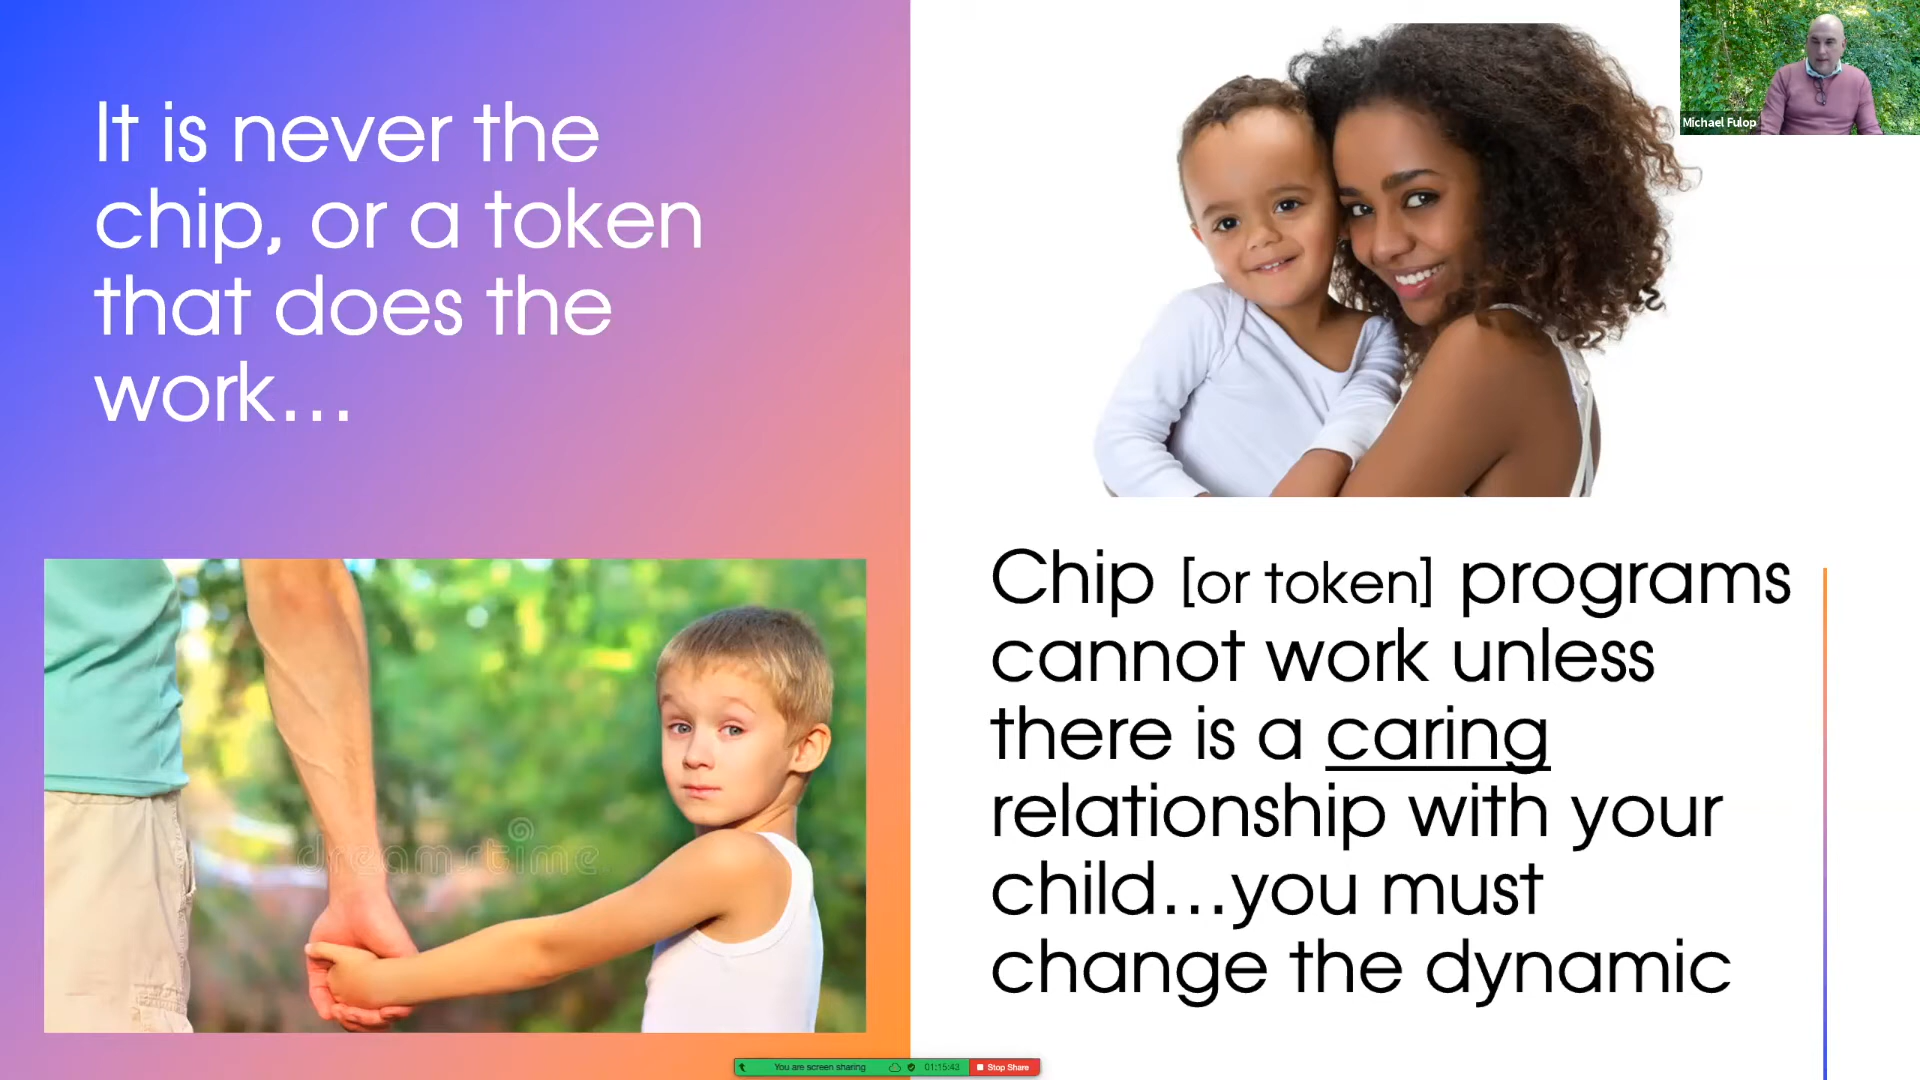 It is never the
chip, or a token
that does the
work...
Michael Fulop
Chip [or token] programs
cannot work unless
there is a caring
relationship with your
child...you must
change the dynamic
dreamstime
You are screen sharing
01:15:43
Stop Share